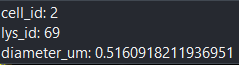 cell_id: 2
lys_id: 69
diameter_um: 0.5160918211936951